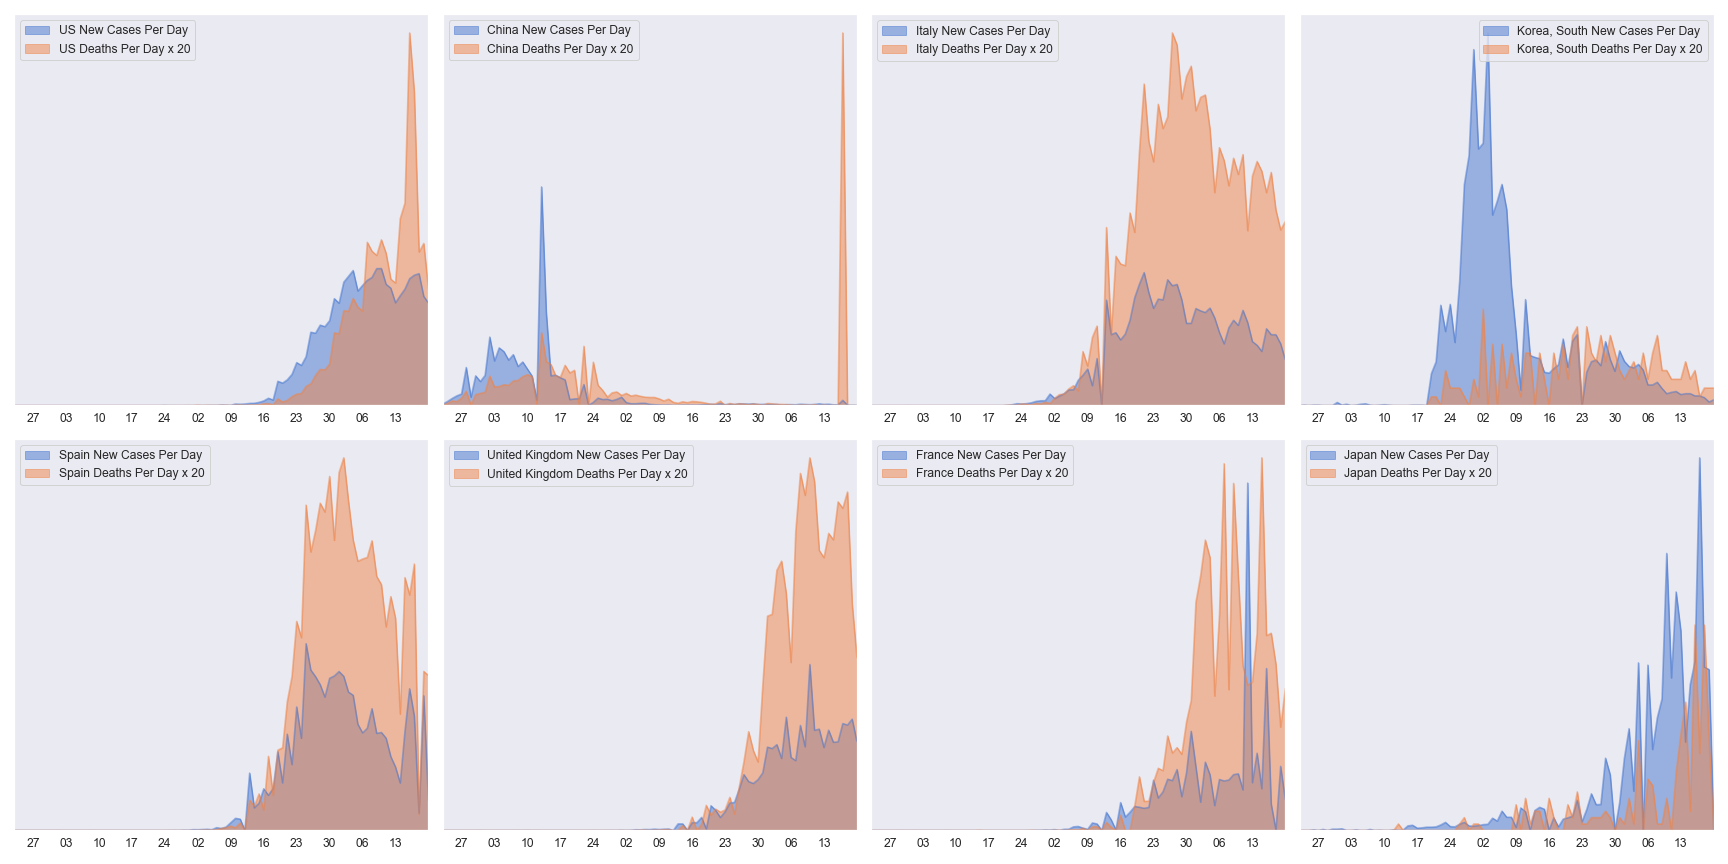 US New Cases Per Day
US Deaths Per Day x 20
China New Cases Per Day
China Deaths Per Day x 20
Italy New Cases Per Day
Italy Deaths Per Day x 20
Korea, South New Cases Per Day
Korea, South Deaths Per Day x 20
27 03 10 17 24 02 09 16 23 30 06 13
27 03 10 17 24 02 09 16 23 30 06 13
27 03 10 17 24 02 09 16 23 30 06 13
27 03 10 17 24 02 09 16 23 30 06 13
Spain New Cases Per Day
Spain Deaths Per Day x 20
United Kingdom New Cases Per Day
United Kingdom Deaths Per Day x 20
France New Cases Per Day
France Deaths Per Day x 20
Japan New Cases Per Day
Japan Deaths Per Day x 20
27 03 10 17 24 02 09 16 23 30 06 13
27 03 10 17 24 02 09 16 23 30 06 13
27 03 10 17 24 02 09 16 23 30 06 13
27 03 10 17 24 02 09 16 23 30 06 13